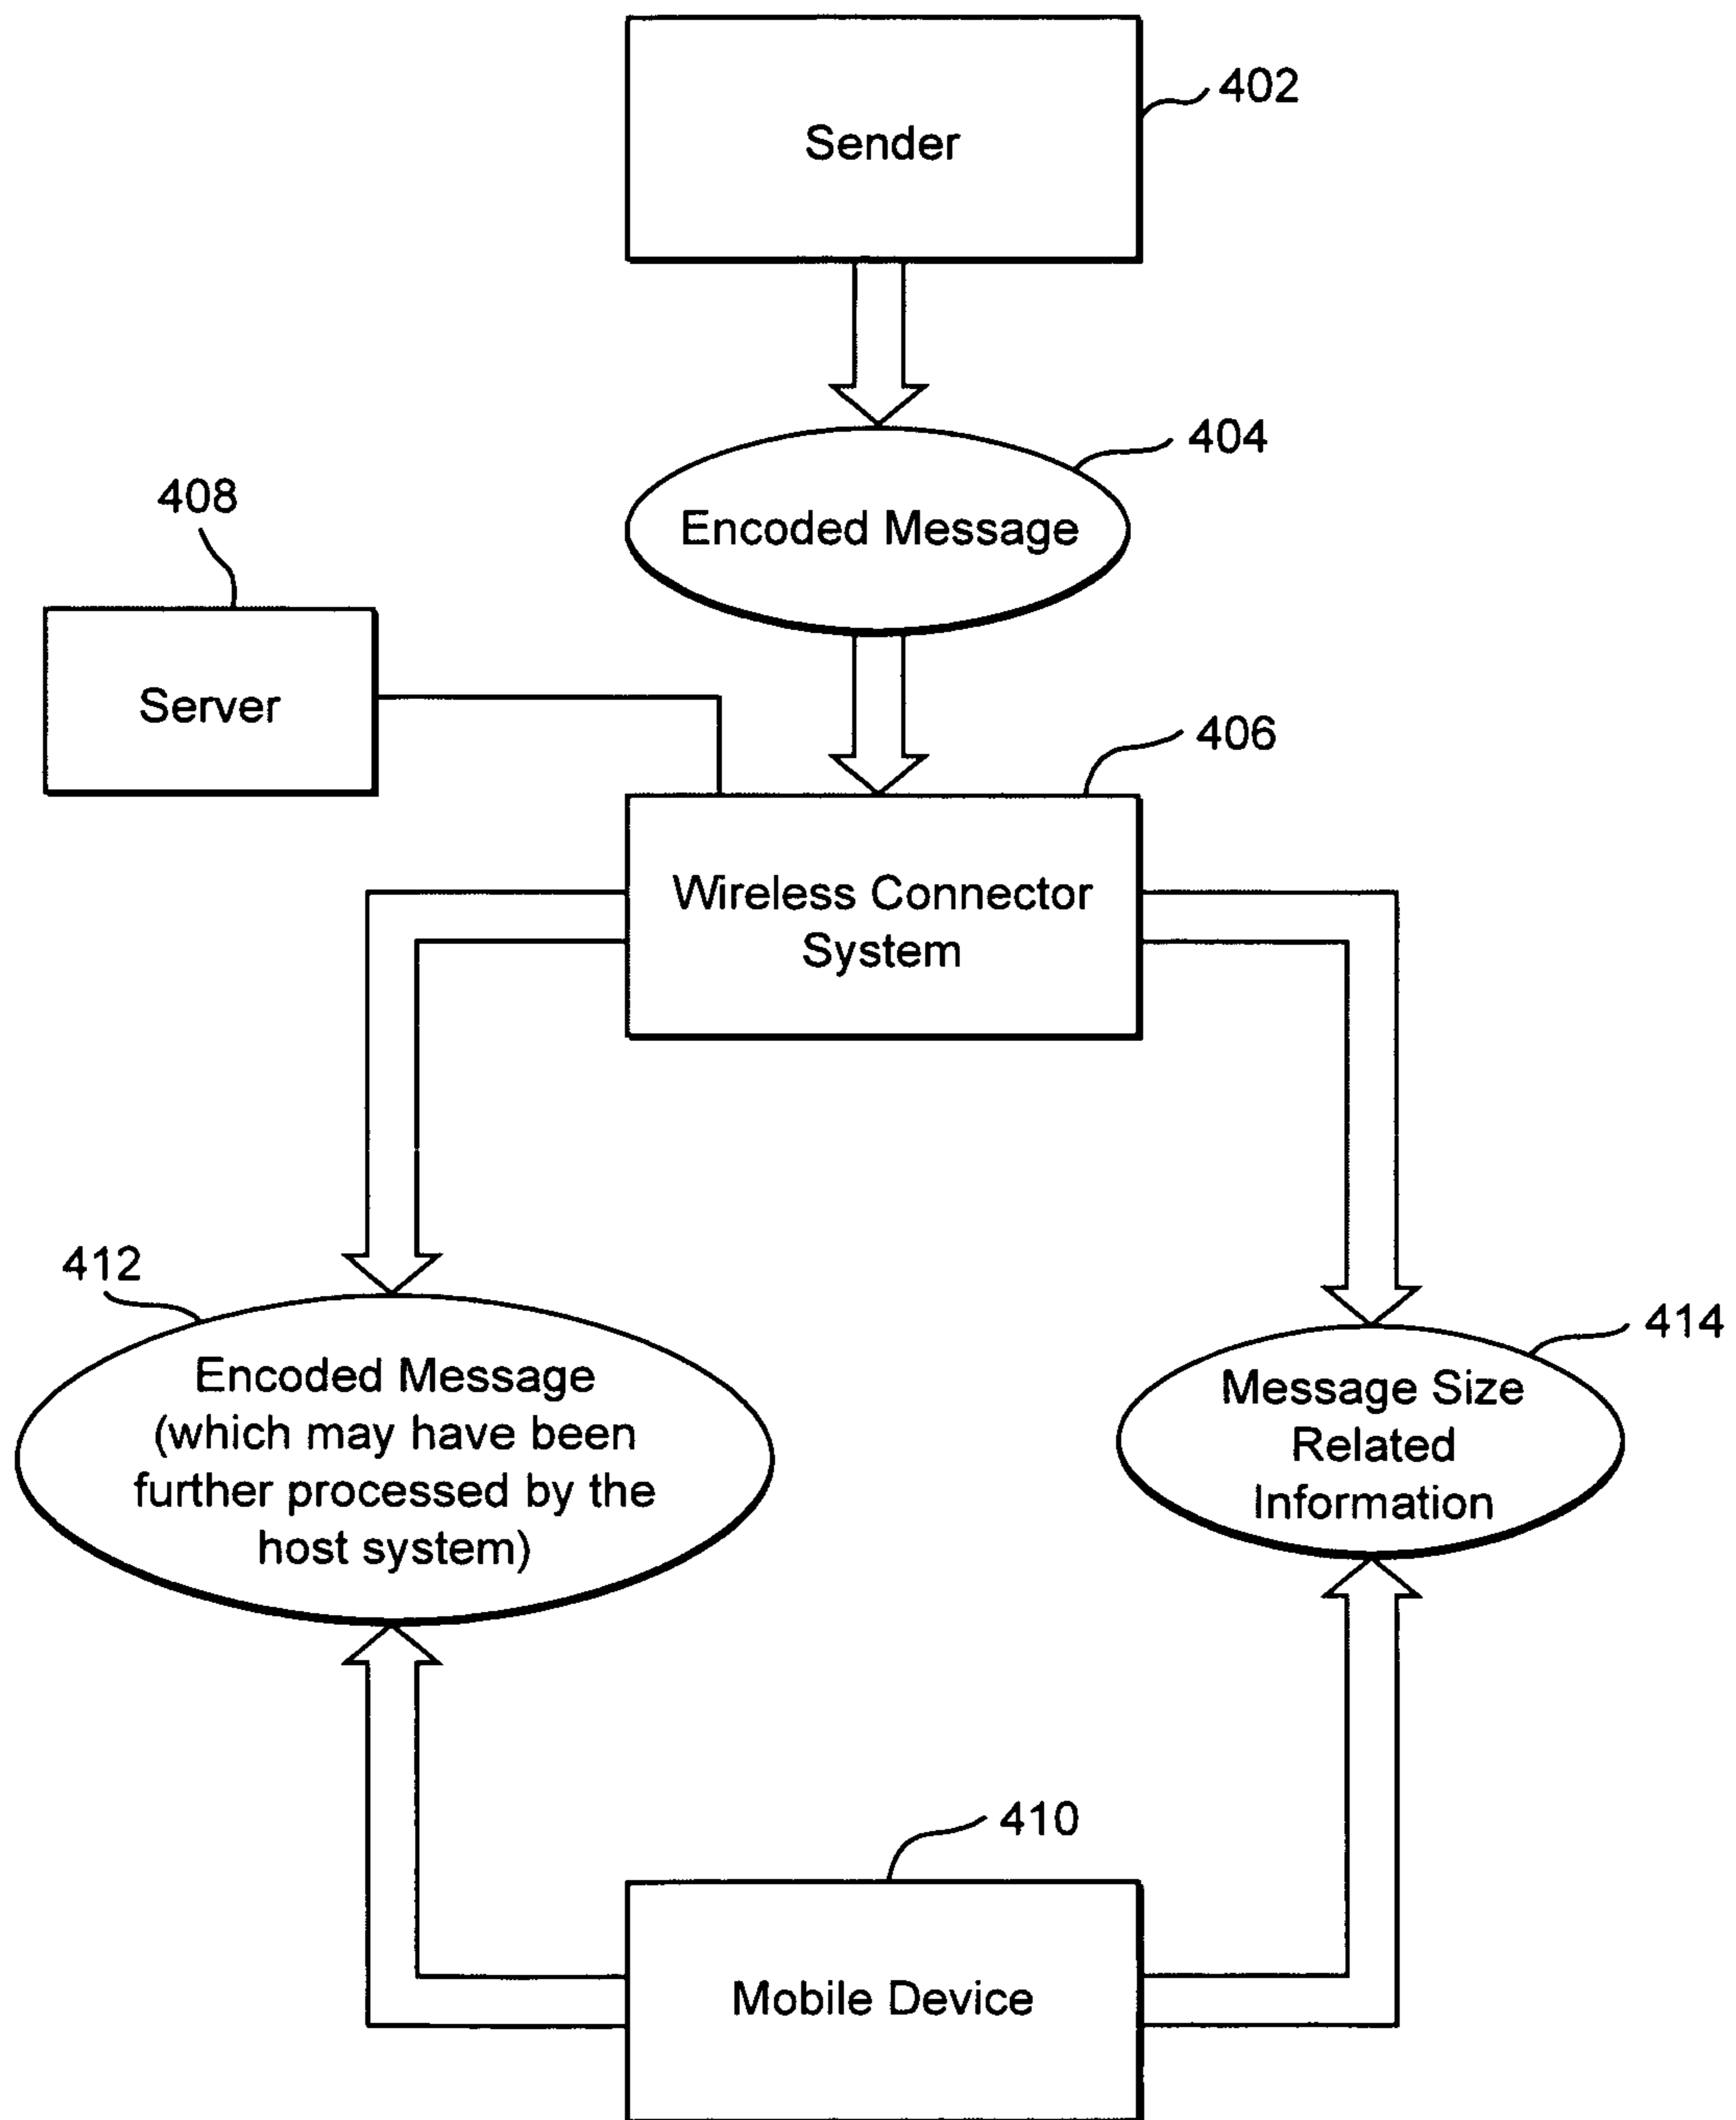 402
Sender
404
Encoded Message
408
Server
406
Wireless Connector
System
412
Encoded Message
(which may have been
further processed by the
host system)
414
Message Size
Related
Information
410
Mobile Device